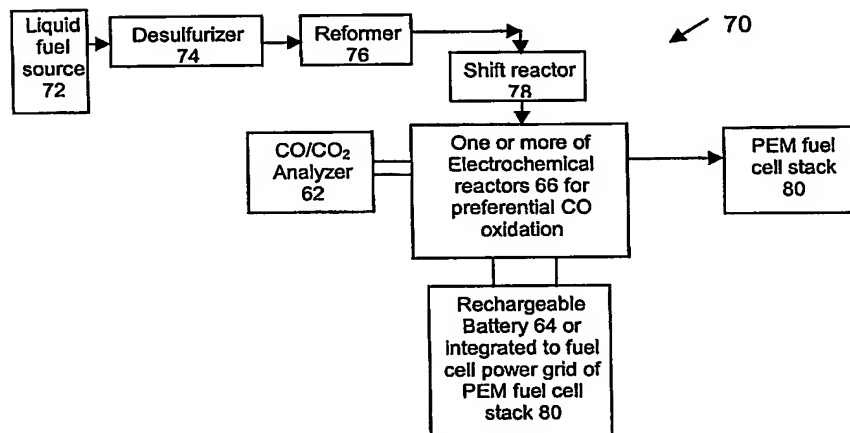 Liquid
fuel
source
72
Desulfurizer
74
Reformer
76
70
Shift reactor
78
CO/CO₂
Analyzer
62
One or more of
Electrochemical
reactors 66 for
preferential CO
oxidation
PEM fuel
cell stack
80
Rechargeable
Battery 64 or
integrated to fuel
cell power grid of
PEM fuel cell
stack 80